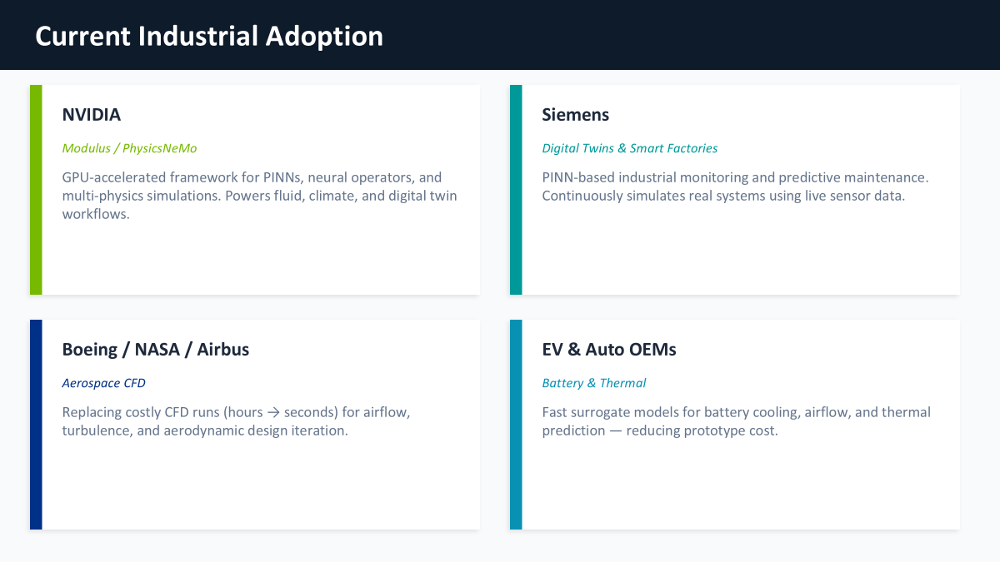 Current Industrial Adoption
NVIDIA
Modulus / PhysicsNeMo
GPU-accelerated framework for PINNs, neural operators, and
multi-physics simulations. Powers fluid, climate, and digital twin
workflows.
Siemens
Digital Twins & Smart Factories
PINN-based industrial monitoring and predictive maintenance.
Continuously simulates real systems using live sensor data.
Boeing / NASA / Airbus
Aerospace CFD
Replacing costly CFD runs (hours → seconds) for airflow,
turbulence, and aerodynamic design iteration.
EV & Auto OEMs
Battery & Thermal
Fast surrogate models for battery cooling, airflow, and thermal
prediction — reducing prototype cost.